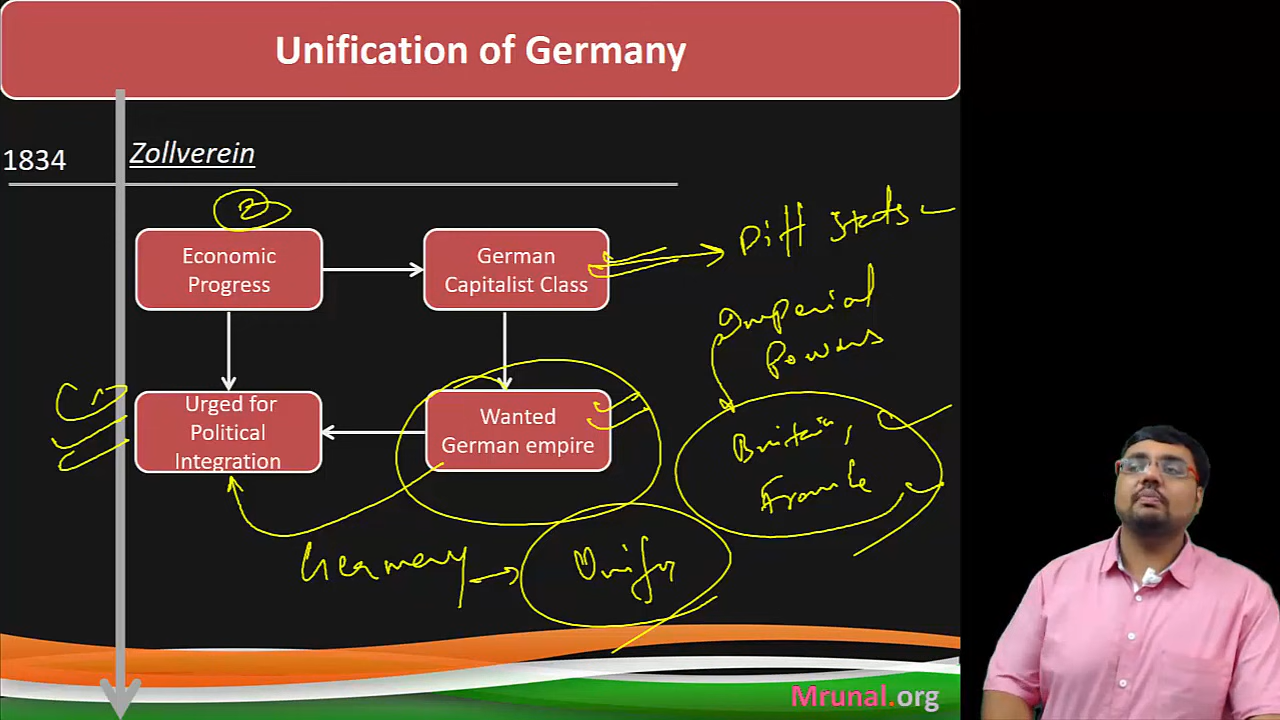 Unification of Germany
1834
Zollverein
Z
Economic
Progress
German
Capitalist Class
Diff states
Imperial
Powers
Urged for
Political
Integration
Wanted
German empire
Britain,
France
Germany
Unify
Mrunal.org